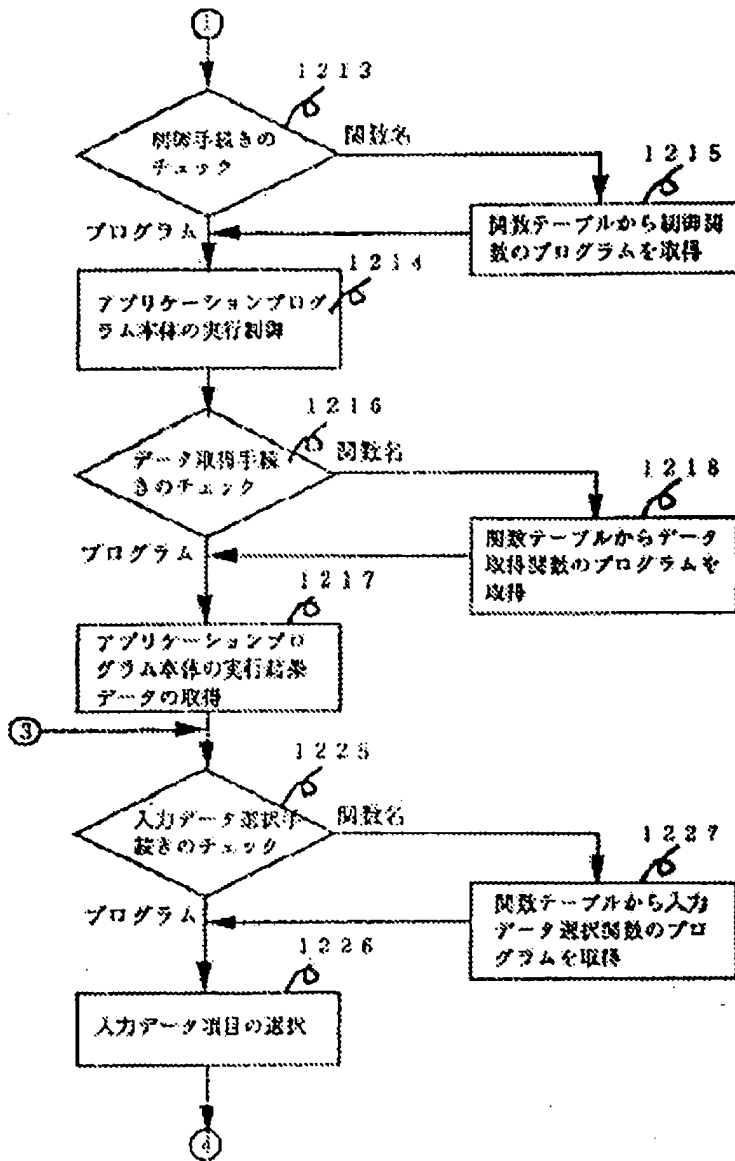 ①
1213
制御手続きの
チェック
関数名
1215
関数テーブルから制御関
数のプログラムを取得
プログラム
1214
アプリケーションプログ
ラム本体の実行制御
1216
データ取得手続
きのチェック
関数名
1218
関数テーブルからデータ
取得関数のプログラムを
取得
プログラム
1217
アプリケーションプロ
グラム本体の実行結果
データの取得
③
1225
入力データ選択手
続きのチェック
関数名
1227
関数テーブルから入力
データ選択関数のプロ
グラムを取得
プログラム
1226
入力データ項目の選択
④